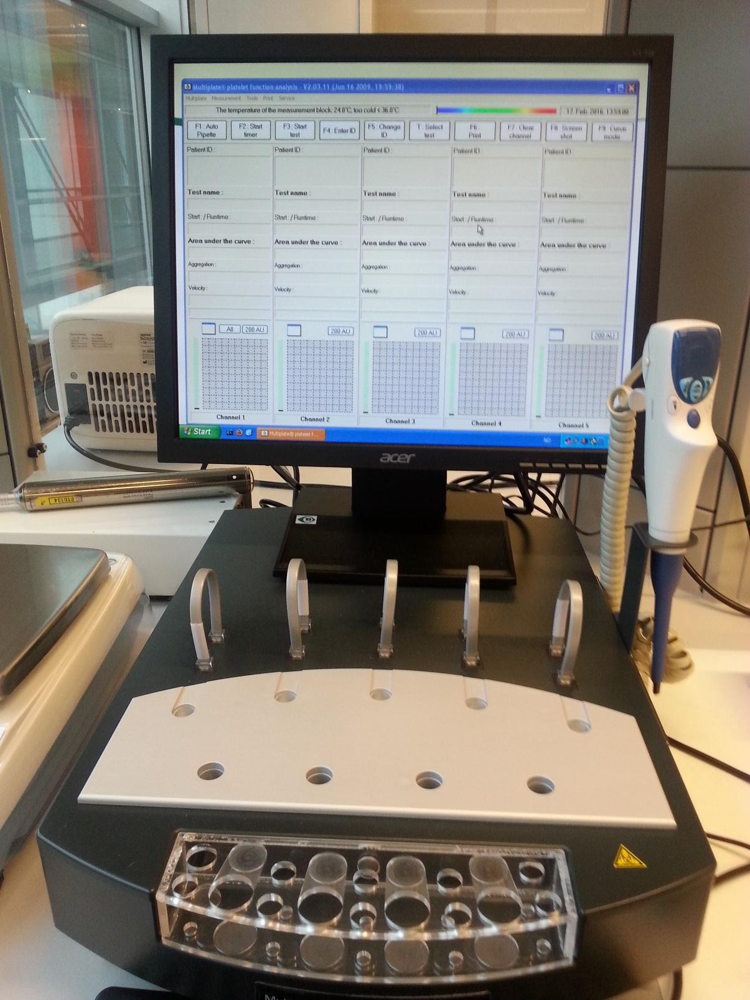 Multiplate® platelet function analysis - V2.03.11 (Jun 16 2009, 19:59:38)
Multiplate Measurement Tools Print Service
The temperature of the measurement block: 24.8°C, too cold < 36.0°C
17. Feb. 2016, 13:59:00
F1 : Auto Pipette
F2 : Start timer
F3 : Start test
F4 : Enter ID
F5 : Change ID
T : Select test
F6 : Print
F7 : Clear channel
F8 : Screen shot
F9 : Curve mode
Patient ID : Patient ID : Patient ID : Patient ID : Patient ID :
Test name : Test name : Test name : Test name : Test name :
Start : / Runtime : Start : / Runtime : Start : / Runtime : Start : / Runtime : Start : / Runtime :
Area under the curve : Area under the curve : Area under the curve : Area under the curve : Area under the curve :
Aggregation : Aggregation : Aggregation : Aggregation : Aggregation :
Velocity : Velocity : Velocity : Velocity : Velocity :
All 200 AU 200 AU 200 AU 200 AU 200 AU
Channel 1 Channel 2 Channel 3 Channel 4 Channel 5
Start
Multiplate® platelet f...
NO
acer
C10134
applied